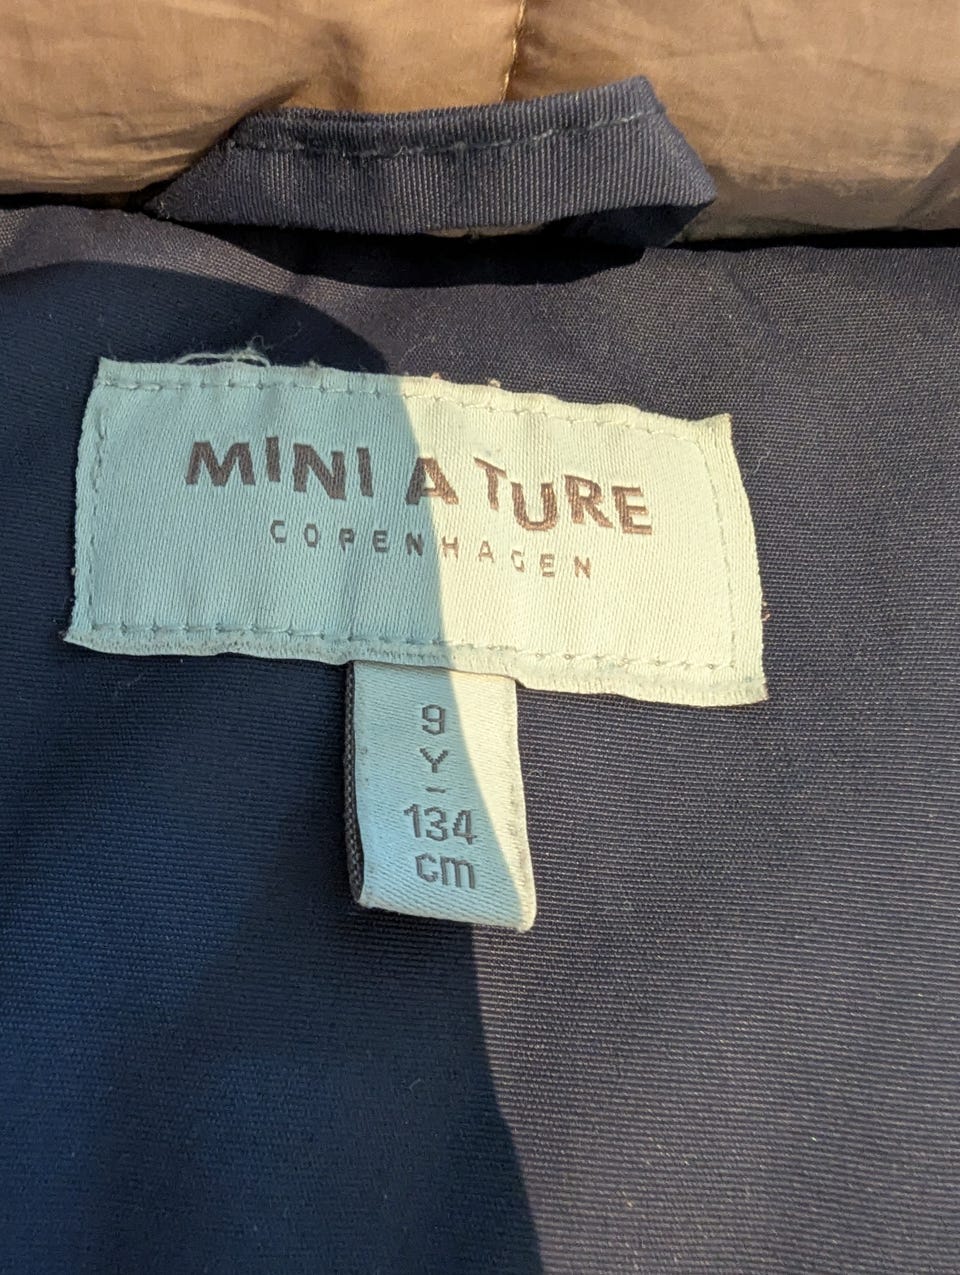 MINI A TURE
COPENHAGEN
9
Y
-
134
cm